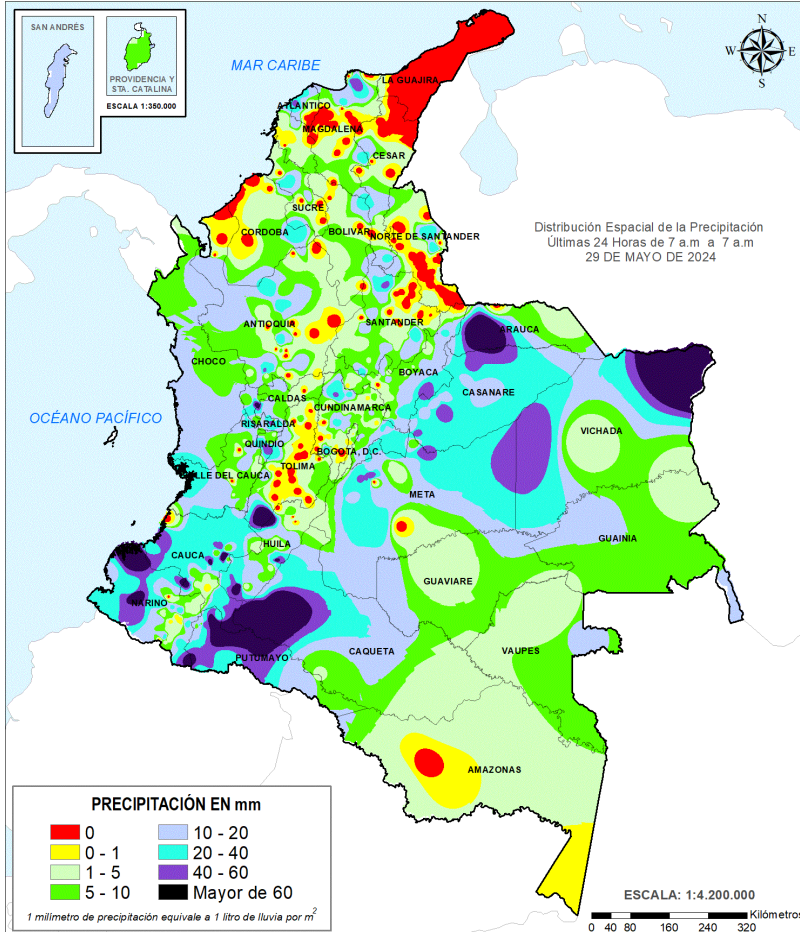 SAN ANDRÉS
PROVIDENCIA Y
STA. CATALINA
ESCALA 1:350.000
MAR CARIBE
N
W
E
S
LA GUAJIRA
ATLANTICO
MAGDALENA
CESAR
SUCRE
CORDOBA
BOLIVAR
NORTE DE SANTANDER
Distribución Espacial de la Precipitación
Últimas 24 Horas de 7 a.m a 7 a.m
29 DE MAYO DE 2024
ANTIOQUIA
SANTANDER
ARAUCA
CHOCO
BOYACA
CASANARE
CALDAS
CUNDINAMARCA
OCÉANO PACÍFICO
RISARALDA
VICHADA
QUINDIO
BOGOTA, D.C.
TOLIMA
VALLE DEL CAUCA
META
GUAINIA
HUILA
CAUCA
GUAVIARE
NARIÑO
PUTUMAYO
CAQUETA
VAUPES
AMAZONAS
PRECIPITACIÓN EN mm
0
0 - 1
1 - 5
5 - 10
10 - 20
20 - 40
40 - 60
Mayor de 60
1 milímetro de precipitación equivale a 1 litro de lluvia por m2
ESCALA: 1:4.200.000
Kilómetros
0 40 80 160 240 320